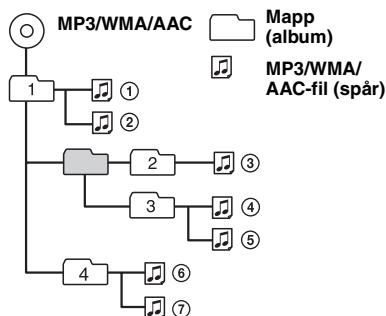 MP3/WMA/AAC
Mapp
(album)
MP3/WMA/
AAC-fil (spår)
1 ①
②
2 ③
3 ④
⑤
4 ⑥
⑦